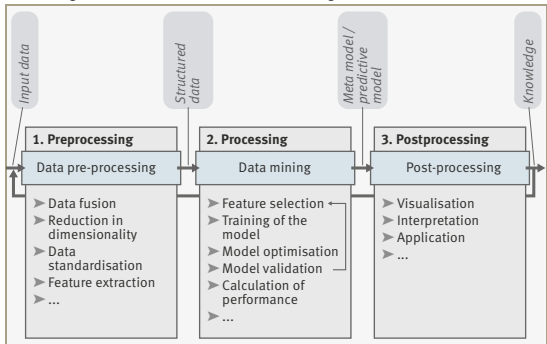 Input data
Structured
data
Meta model /
predictive
model
Knowledge
1. Preprocessing
Data pre-processing
➤ Data fusion
➤ Reduction in
dimensionality
➤ Data
standardisation
➤ Feature extraction
➤ ...
2. Processing
Data mining
➤ Feature selection
➤ Training of the
model
➤ Model optimisation
➤ Model validation
➤ Calculation of
performance
➤ ...
3. Postprocessing
Post-processing
➤ Visualisation
➤ Interpretation
➤ Application
➤ ...